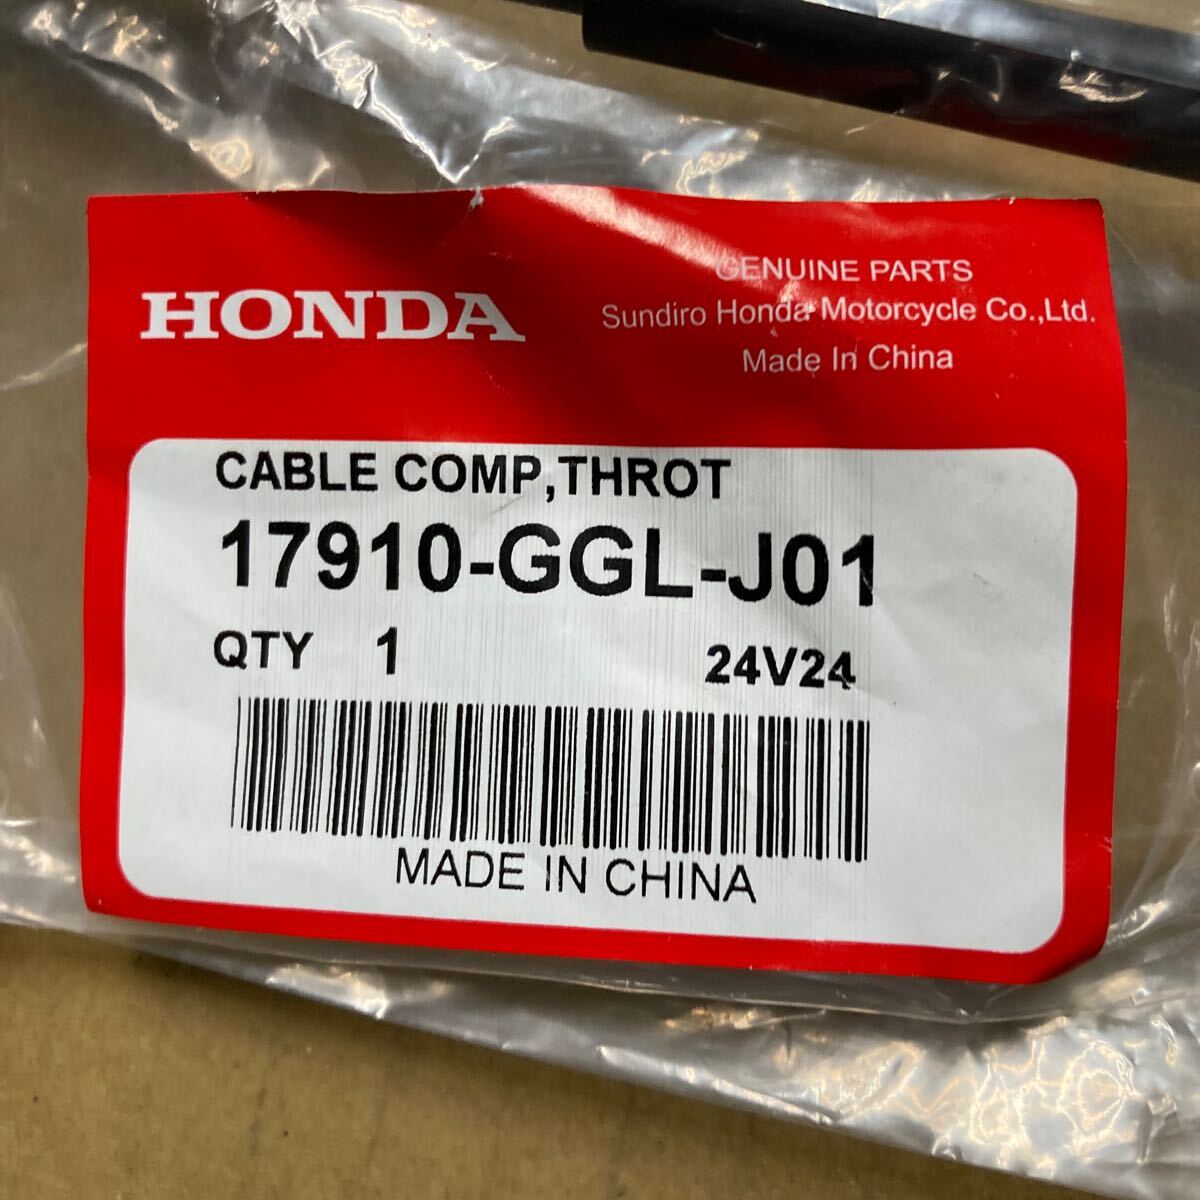 HONDA
GENUINE PARTS
Sundiro Honda Motorcycle Co.,Ltd.
Made In China
CABLE COMP,THROT
17910-GGL-J01
QTY 1 24V24
MADE IN CHINA